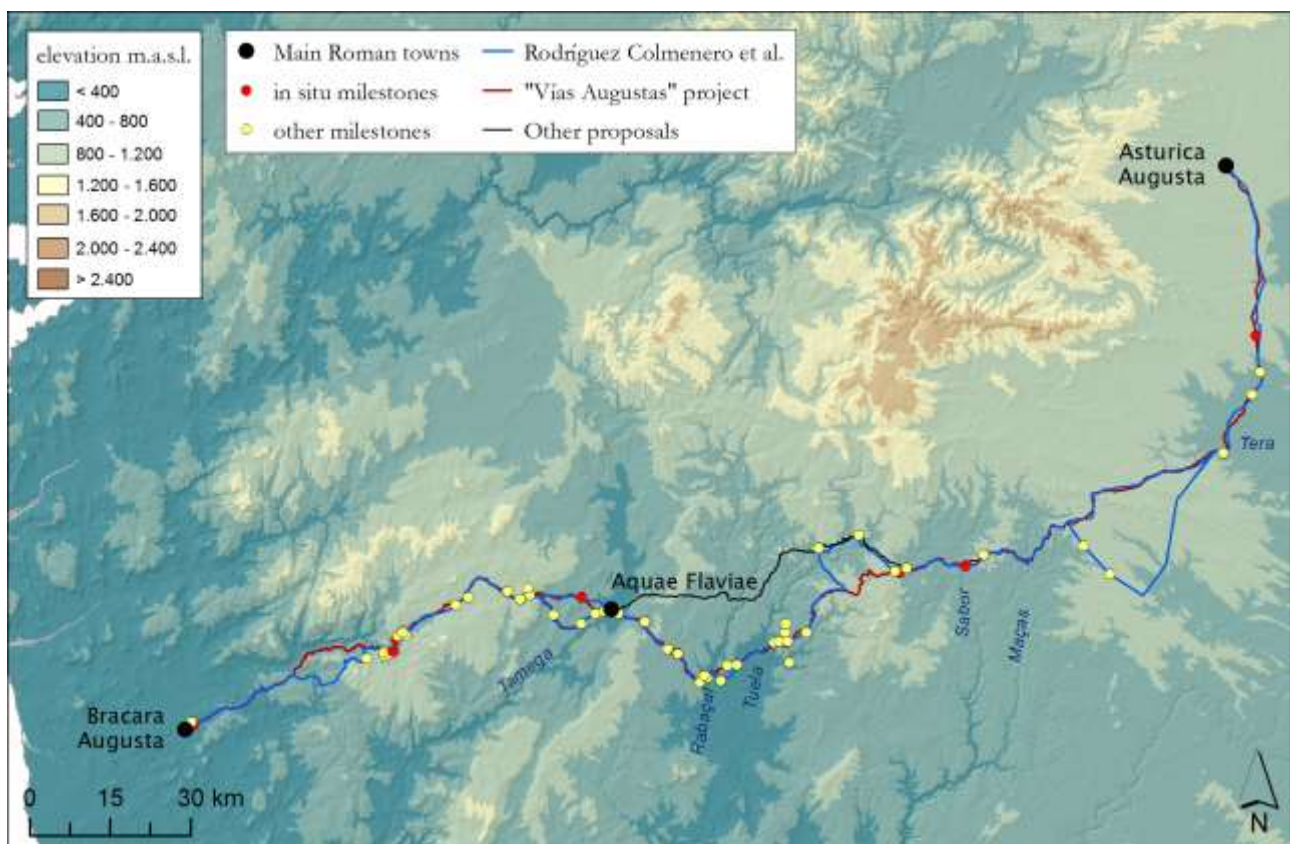 elevation m.a.s.l.
< 400
400 - 800
800 - 1.200
1.200 - 1.600
1.600 - 2.000
2.000 - 2.400
> 2.400
Main Roman towns
in situ milestones
other milestones
Rodríguez Colmenero et al.
"Vías Augustas" project
Other proposals
Asturica
Augusta
Tera
Aquae Flaviae
Sabor
Maças
Tamega
Tuela
Rabaçal
Bracara
Augusta
0 15 30 km
N